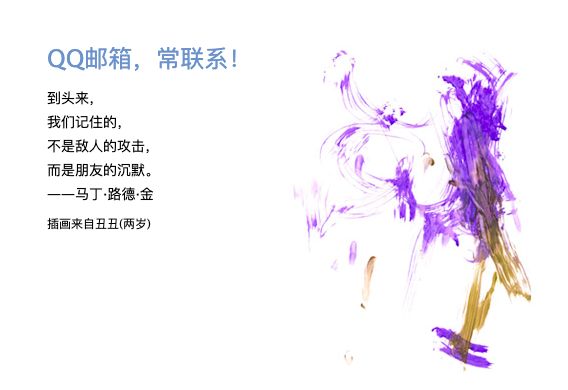 QQ邮箱，常联系！
到头来，
我们记住的，
不是敌人的攻击，
而是朋友的沉默。
——马丁·路德·金
插画来自丑丑(两岁)